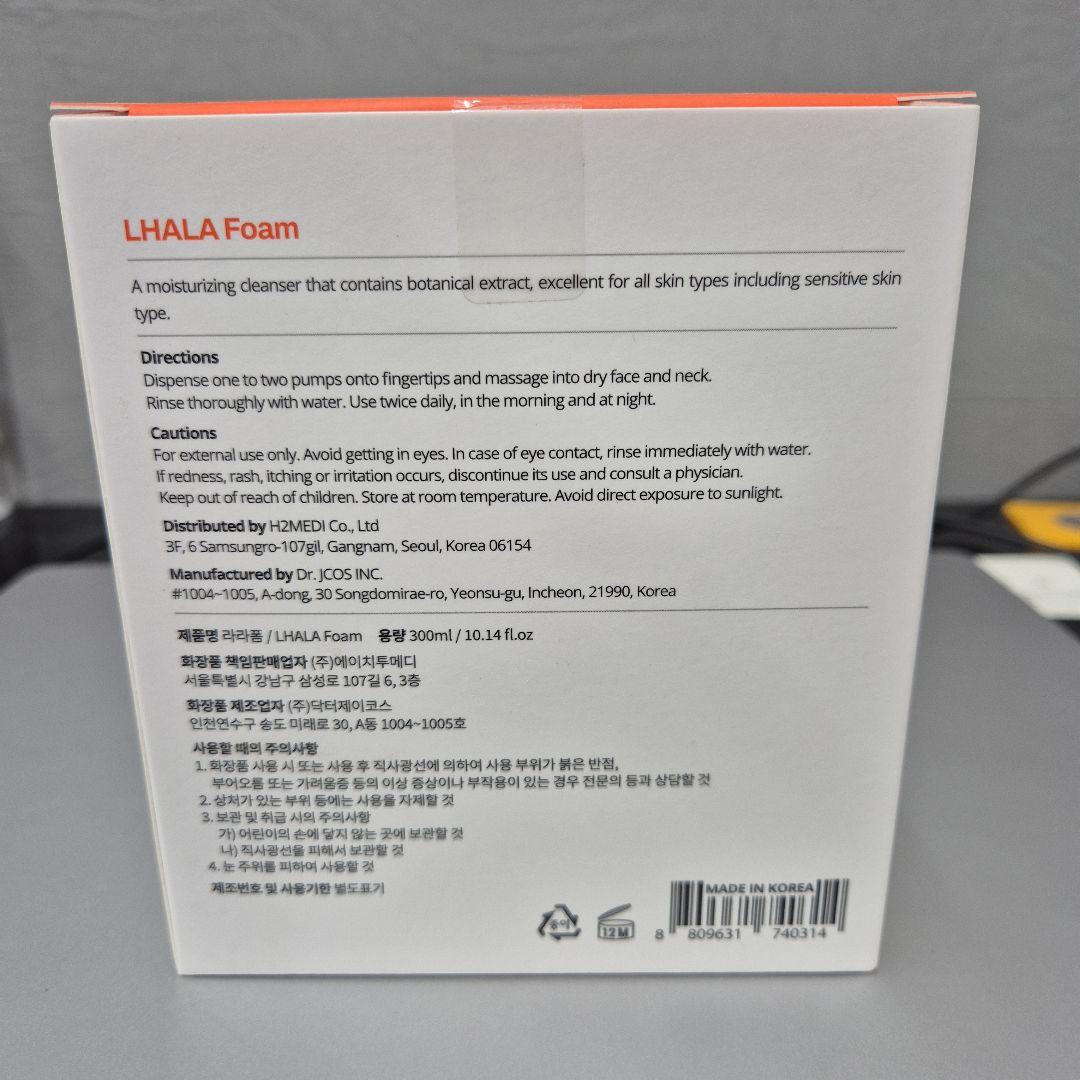 LHALA Foam
A moisturizing cleanser that contains botanical extract, excellent for all skin types including sensitive skin
type.
Directions
Dispense one to two pumps onto fingertips and massage into dry face and neck.
Rinse thoroughly with water. Use twice daily, in the morning and at night.
Cautions
For external use only. Avoid getting in eyes. In case of eye contact, rinse immediately with water.
If redness, rash, itching or irritation occurs, discontinue its use and consult a physician.
Keep out of reach of children. Store at room temperature. Avoid direct exposure to sunlight.
Distributed by H2MEDI Co., Ltd
3F, 6 Samsungro-107gil, Gangnam, Seoul, Korea 06154
Manufactured by Dr. JCOS INC.
#1004~1005, A-dong, 30 Songdomirae-ro, Yeonsu-gu, Incheon, 21990, Korea
제품명 라라폼 / LHALA Foam 용량 300ml / 10.14 fl.oz
화장품 책임판매업자 (주)에이치투메디
서울특별시 강남구 삼성로 107길 6, 3층
화장품 제조업자 (주)닥터제이코스
인천연수구 송도 미래로 30, A동 1004~1005호
사용할 때의 주의사항
1. 화장품 사용 시 또는 사용 후 직사광선에 의하여 사용 부위가 붉은 반점,
부어오름 또는 가려움증 등의 이상 증상이나 부작용이 있는 경우 전문의 등과 상담할 것
2. 상처가 있는 부위 등에는 사용을 자제할 것
3. 보관 및 취급 시의 주의사항
가) 어린이의 손에 닿지 않는 곳에 보관할 것
나) 직사광선을 피해서 보관할 것
4. 눈 주위를 피하여 사용할 것
제조번호 및 사용기한 별도표기
종이
12M
MADE IN KOREA
8 809631 740314